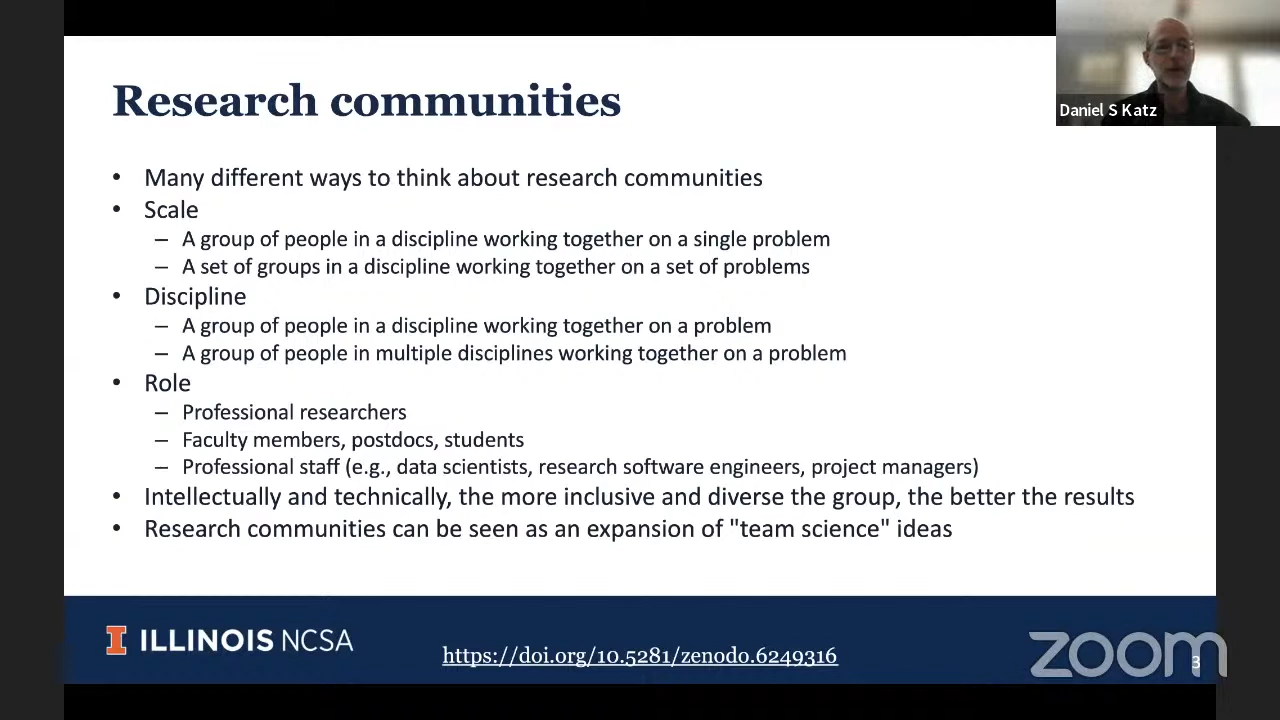 Research communities
Daniel S Katz
• Many different ways to think about research communities
• Scale
– A group of people in a discipline working together on a single problem
– A set of groups in a discipline working together on a set of problems
• Discipline
– A group of people in a discipline working together on a problem
– A group of people in multiple disciplines working together on a problem
• Role
– Professional researchers
– Faculty members, postdocs, students
– Professional staff (e.g., data scientists, research software engineers, project managers)
• Intellectually and technically, the more inclusive and diverse the group, the better the results
• Research communities can be seen as an expansion of "team science" ideas
I ILLINOIS NCSA
https://doi.org/10.5281/zenodo.6249316
zoom
3